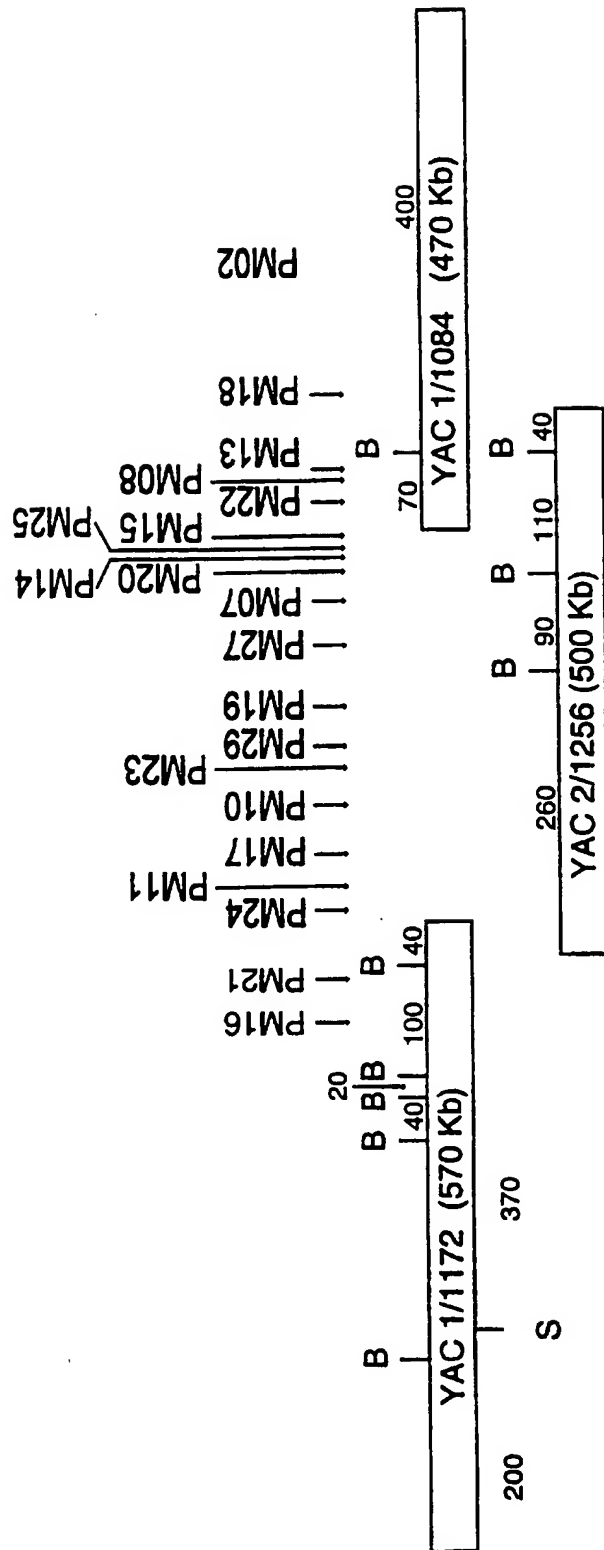 PM16
PM21
PM24
PM11
PM17
PM10
PM23
PM29
PM19
PM27
PM07
PM20
PM14
PM25
PM15
PM22
PM08
PM13
PM18
PM02
20
B B B B B
40 100 40
YAC 1/1172 (570 Kb)
200 370
S
B
70 400
YAC 1/1084 (470 Kb)
B B B
260 90 110 40
YAC 2/1256 (500 Kb)